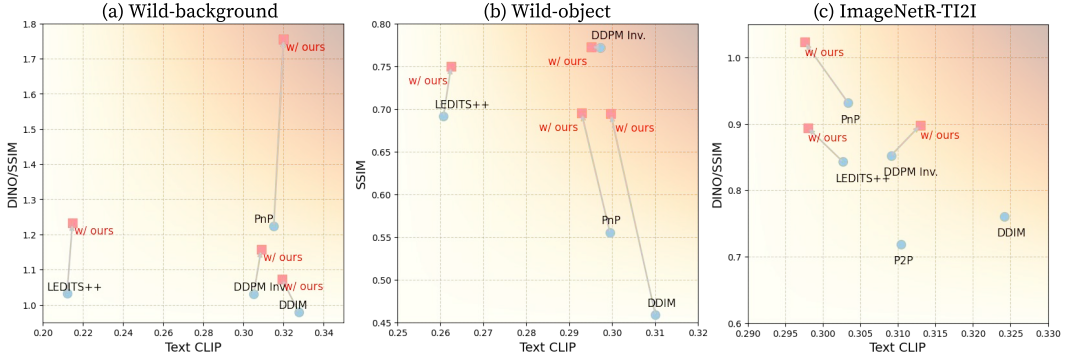 (a) Wild-background
1.8
1.7
1.6
1.5
1.4
1.3
1.2
1.1
1.0
DINO/SSIM
w/ ours
PnP
w/ ours
w/ ours
LEDITS++
DDPM Inv.
w/ ours
DDIM
0.20
0.22
0.24
0.26
0.28
0.30
0.32
0.34
Text CLIP
(b) Wild-object
0.80
0.75
0.70
0.65
0.60
0.55
0.50
0.45
SSIM
DDPM Inv.
w/ ours
w/ ours
LEDITS++
w/ ours
w/ ours
PnP
DDIM
0.25
0.26
0.27
0.28
0.29
0.30
0.31
0.32
Text CLIP
(c) ImageNetR-TI2I
1.0
0.9
0.8
0.7
0.6
DINO/SSIM
w/ ours
PnP
w/ ours
w/ ours
LEDITS++
DDPM Inv.
DDIM
P2P
0.290
0.295
0.300
0.305
0.310
0.315
0.320
0.325
0.330
Text CLIP